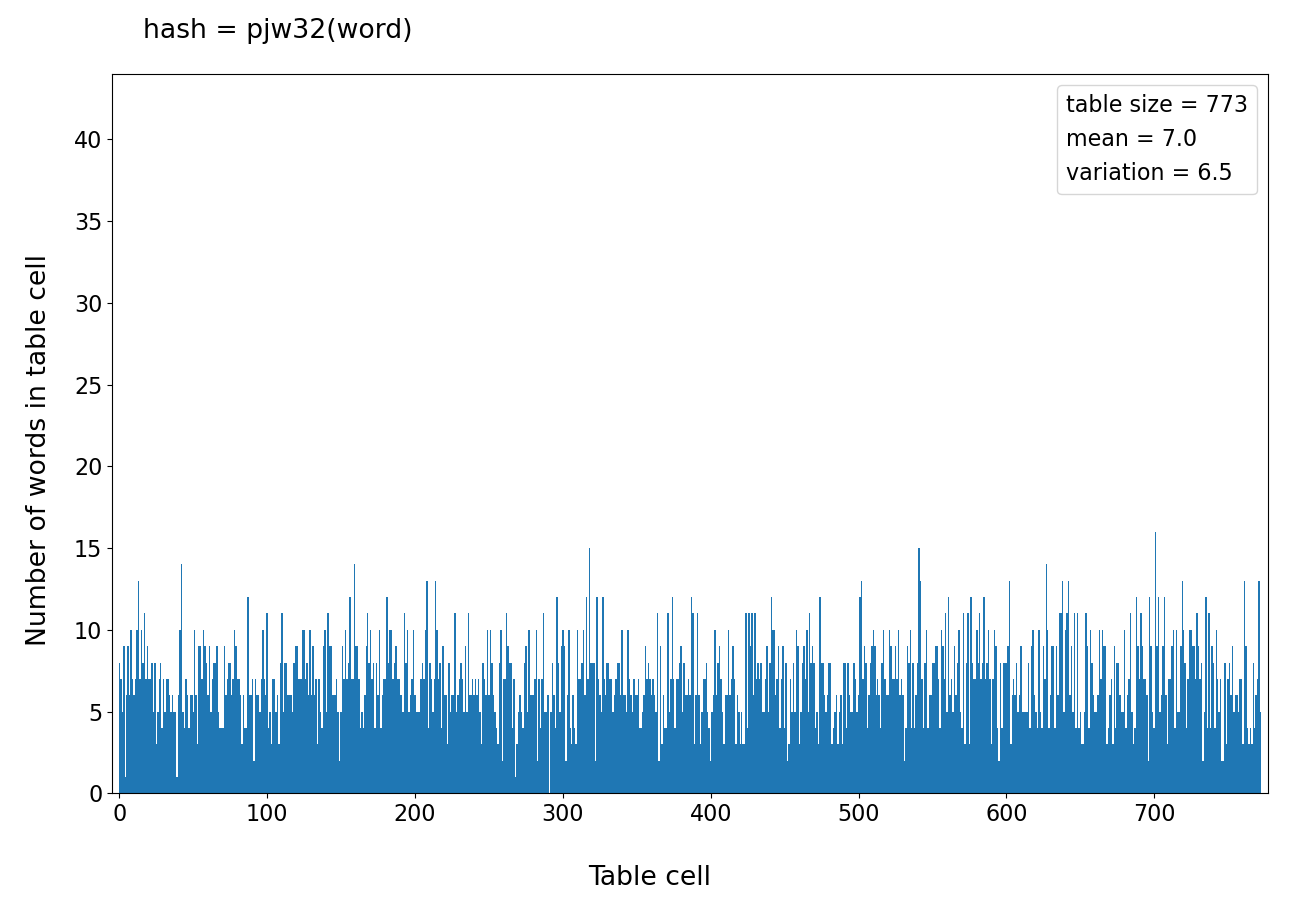 hash = pjw32(word)
table size = 773
mean = 7.0
variation = 6.5
Number of words in table cell
40
35
30
25
20
15
10
5
0
0 100 200 300 400 500 600 700
Table cell